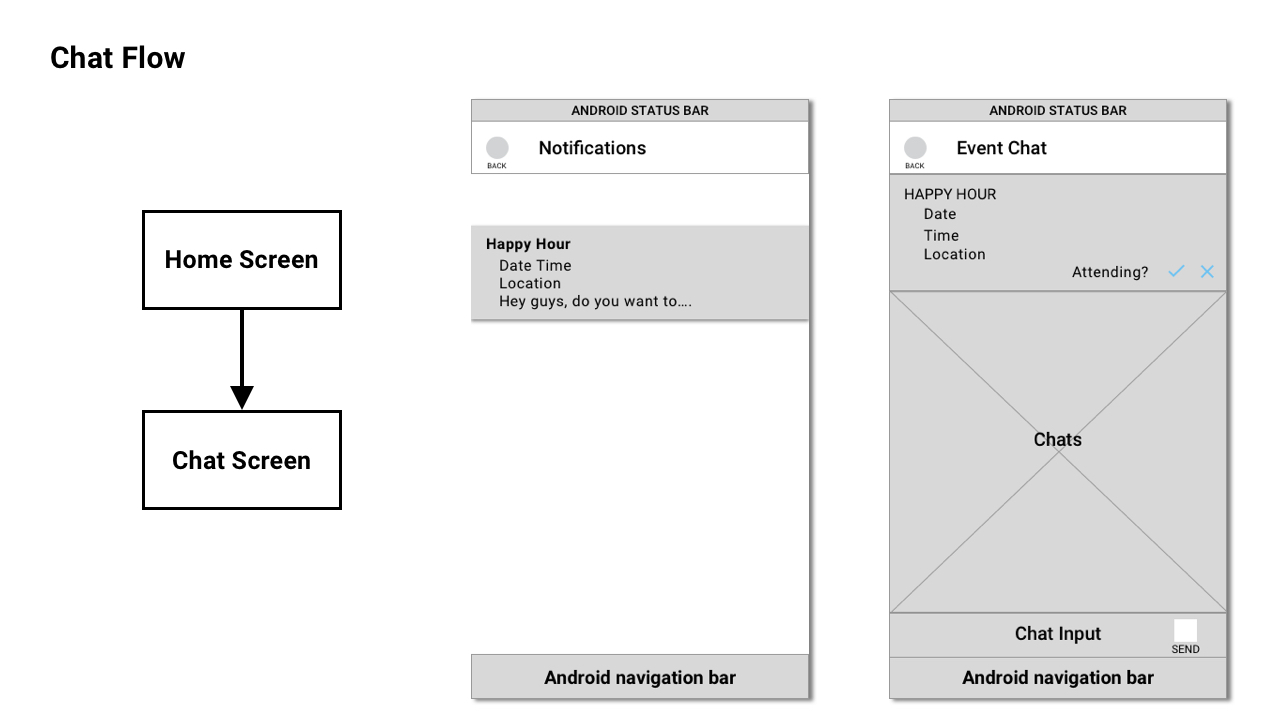 Chat Flow
Home Screen
Chat Screen
ANDROID STATUS BAR
BACK
Notifications
Happy Hour
Date Time
Location
Hey guys, do you want to....
Android navigation bar
ANDROID STATUS BAR
BACK
Event Chat
HAPPY HOUR
Date
Time
Location
Attending?
Chats
Chat Input
SEND
Android navigation bar